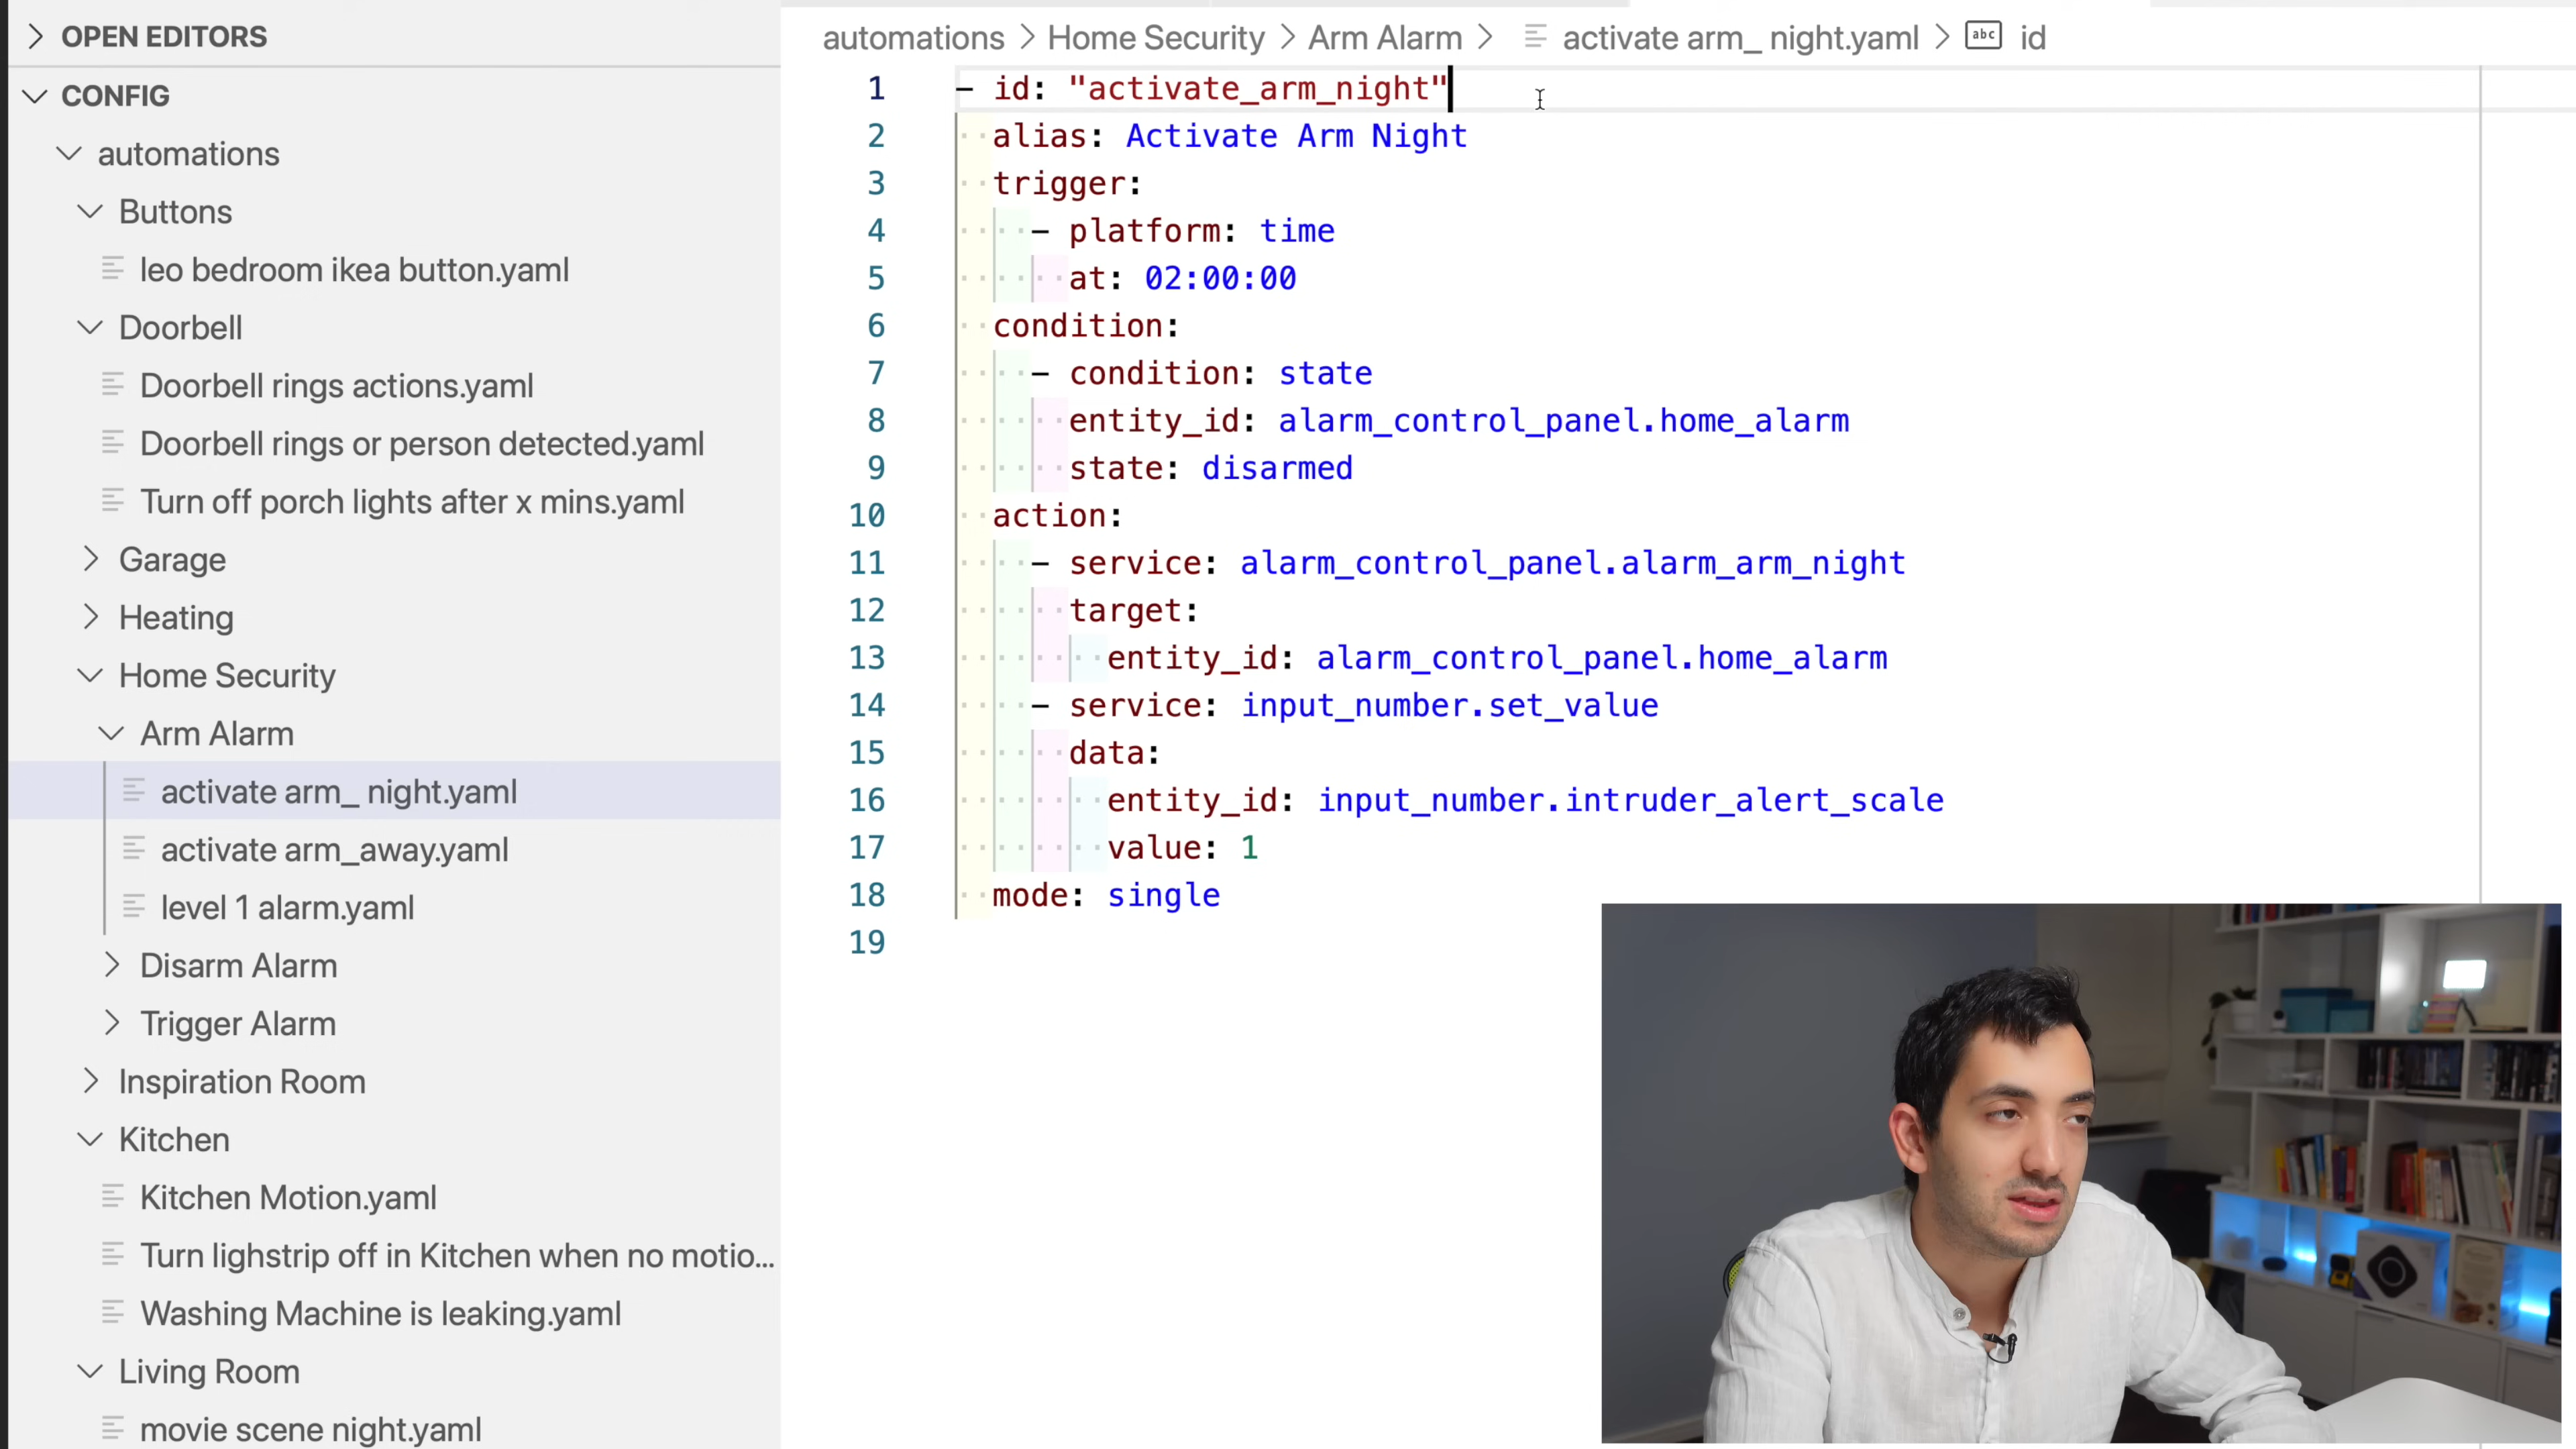 OPEN EDITORS
CONFIG
automations
Buttons
leo bedroom ikea button.yaml
Doorbell
Doorbell rings actions.yaml
Doorbell rings or person detected.yaml
Turn off porch lights after x mins.yaml
Garage
Heating
Home Security
Arm Alarm
activate arm_ night.yaml
activate arm_away.yaml
level 1 alarm.yaml
Disarm Alarm
Trigger Alarm
Inspiration Room
Kitchen
Kitchen Motion.yaml
Turn lighstrip off in Kitchen when no motio...
Washing Machine is leaking.yaml
Living Room
movie scene night.yaml
automations > Home Security > Arm Alarm > activate arm_ night.yaml > abc id
1 - id: "activate_arm_night"
2 alias: Activate Arm Night
3 trigger:
4 - platform: time
5 at: 02:00:00
6 condition:
7 - condition: state
8 entity_id: alarm_control_panel.home_alarm
9 state: disarmed
10 action:
11 - service: alarm_control_panel.alarm_arm_night
12 target:
13 entity_id: alarm_control_panel.home_alarm
14 - service: input_number.set_value
15 data:
16 entity_id: input_number.intruder_alert_scale
17 value: 1
18 mode: single
19